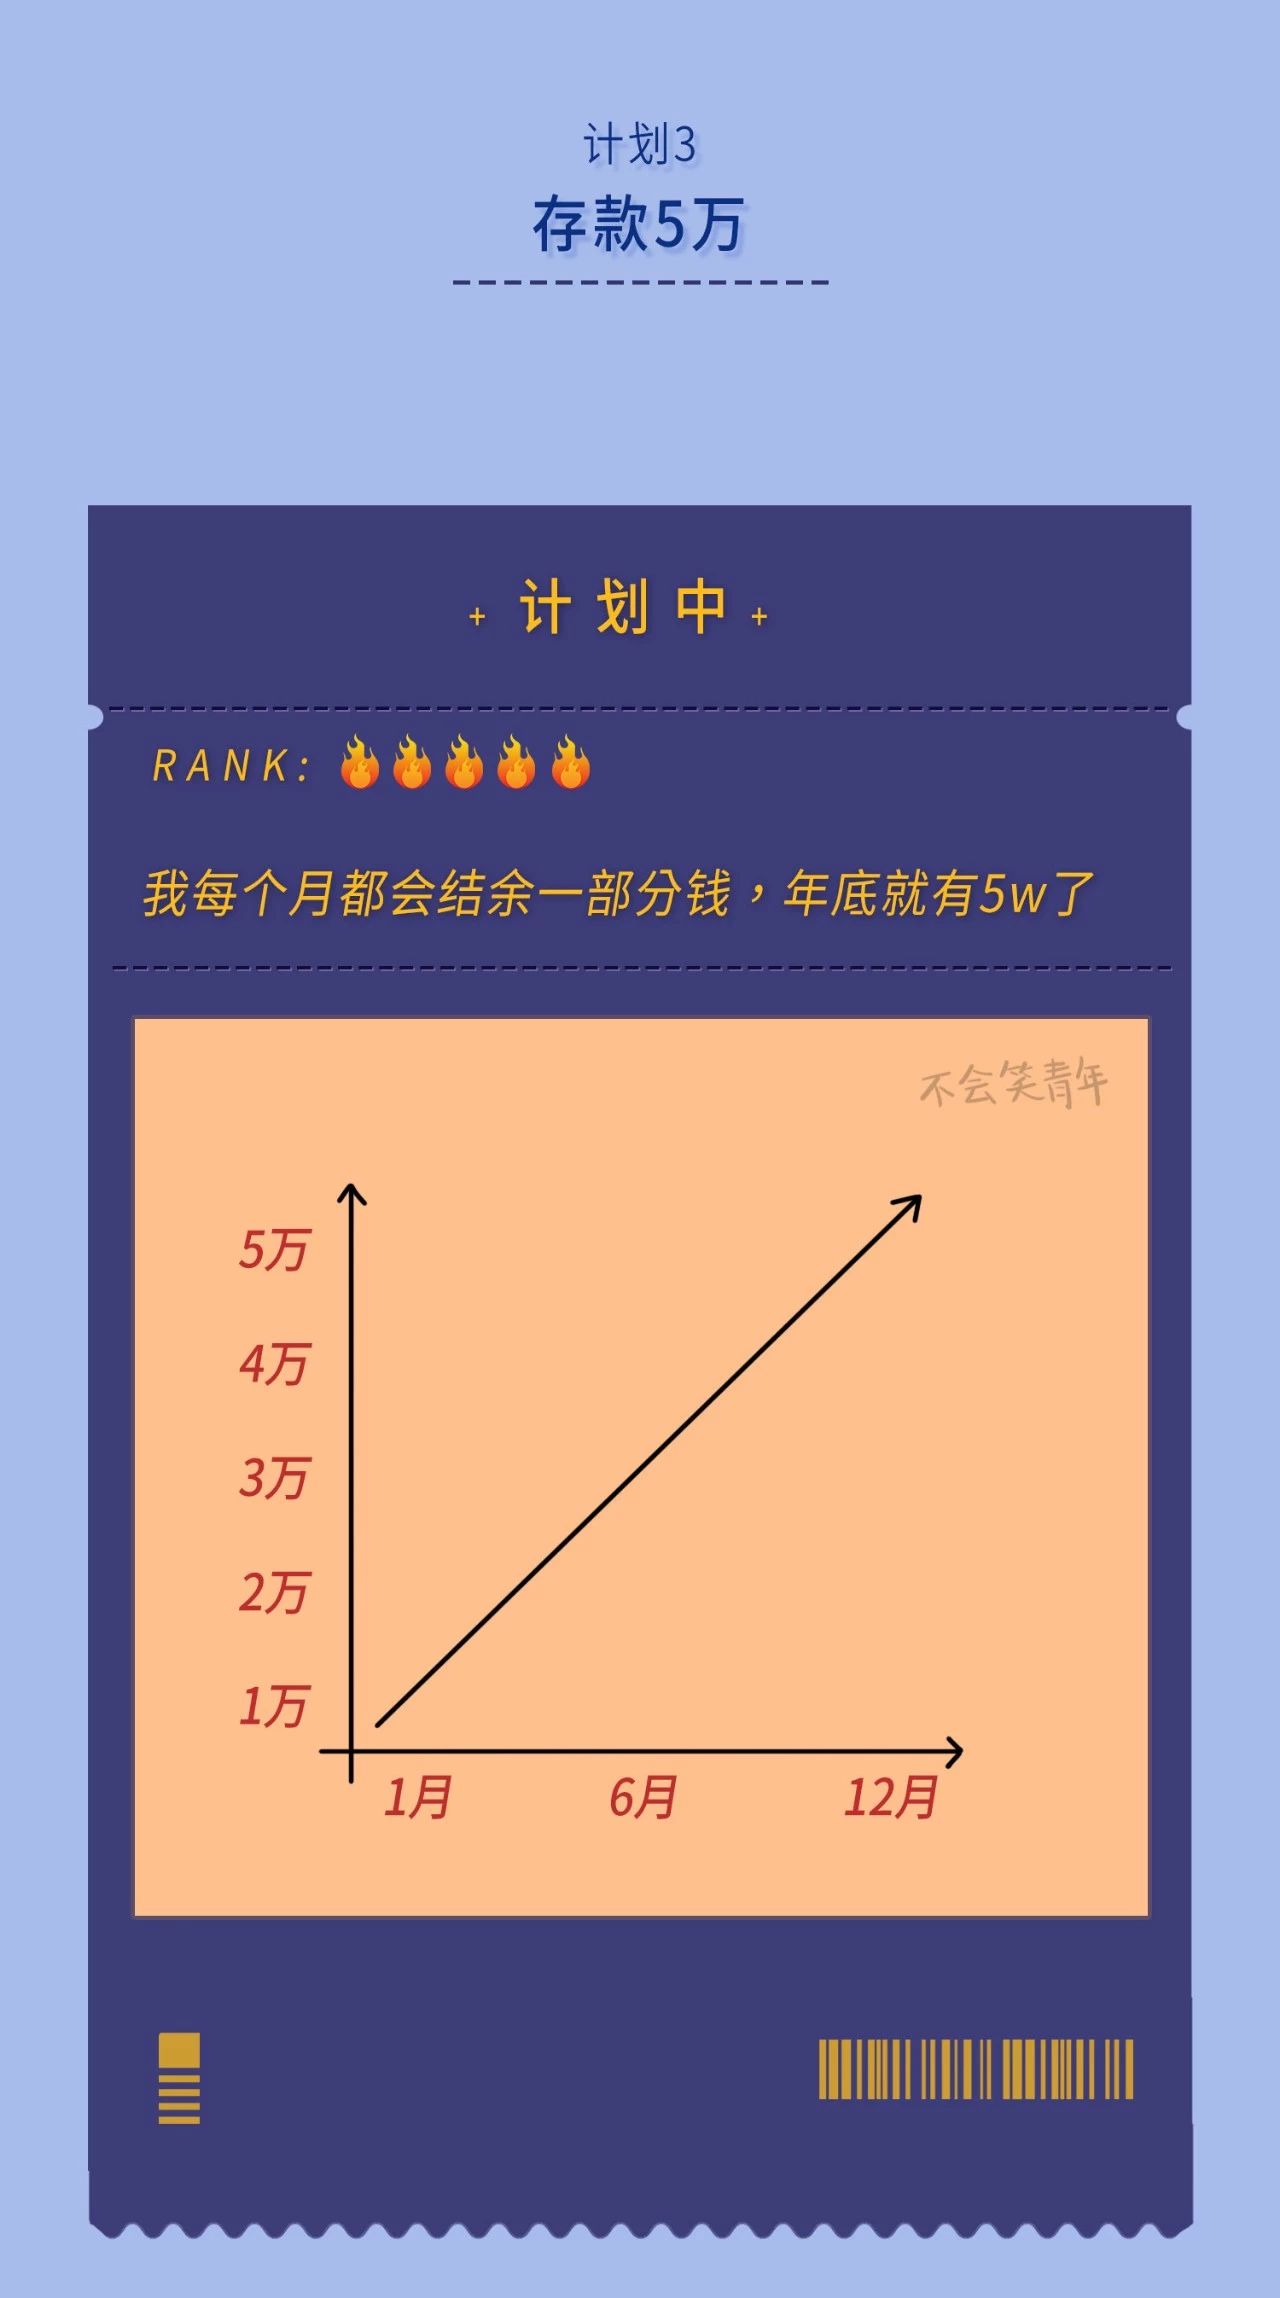 计划3
存款5万
+ 计划中 +
RANK: 🔥🔥🔥🔥🔥
我每个月都会结余一部分钱，年底就有5w了
不会笑青年
5万
4万
3万
2万
1万
1月 6月 12月